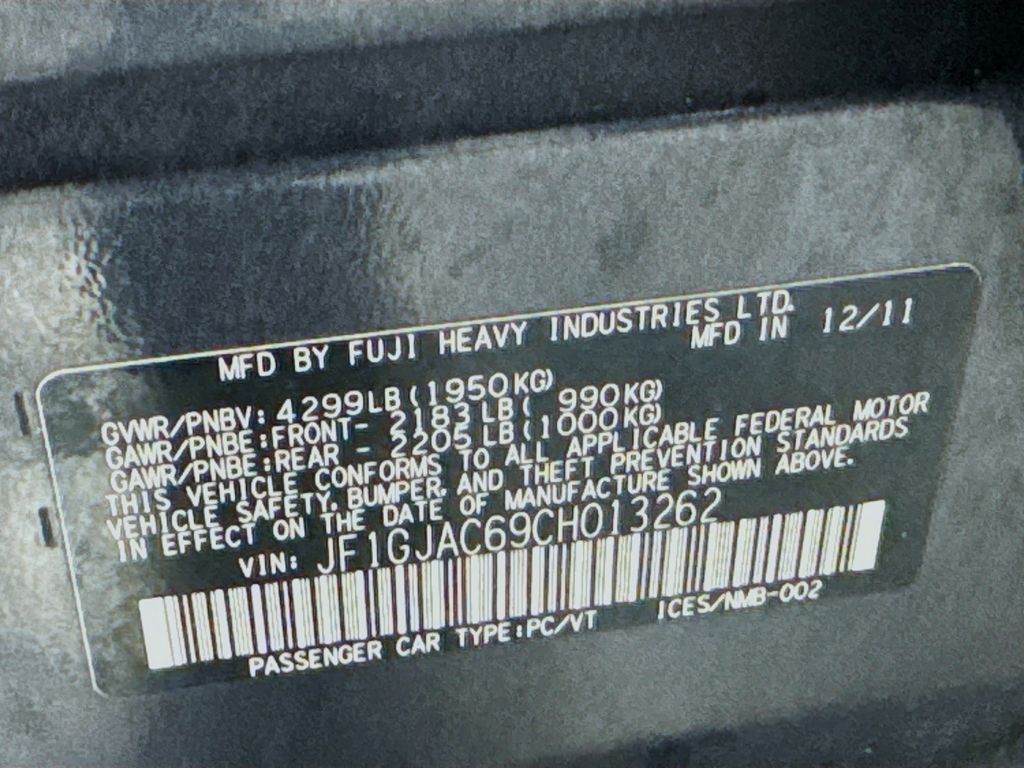 MFD BY FUJI HEAVY INDUSTRIES LTD.
MFD IN 12/11
GVWR/PNBV: 4299LB(1950KG)
GAWR/PNBE:FRONT- 2183LB( 990KG)
GAWR/PNBE:REAR - 2205LB(1000KG)
THIS VEHICLE CONFORMS TO ALL APPLICABLE FEDERAL MOTOR
VEHICLE SAFETY, BUMPER, AND THEFT PREVENTION STANDARDS
IN EFFECT ON THE DATE OF MANUFACTURE SHOWN ABOVE.
VIN: JF1GJAC69CH013262
PASSENGER CAR TYPE:PC/VT ICES/NMB-002